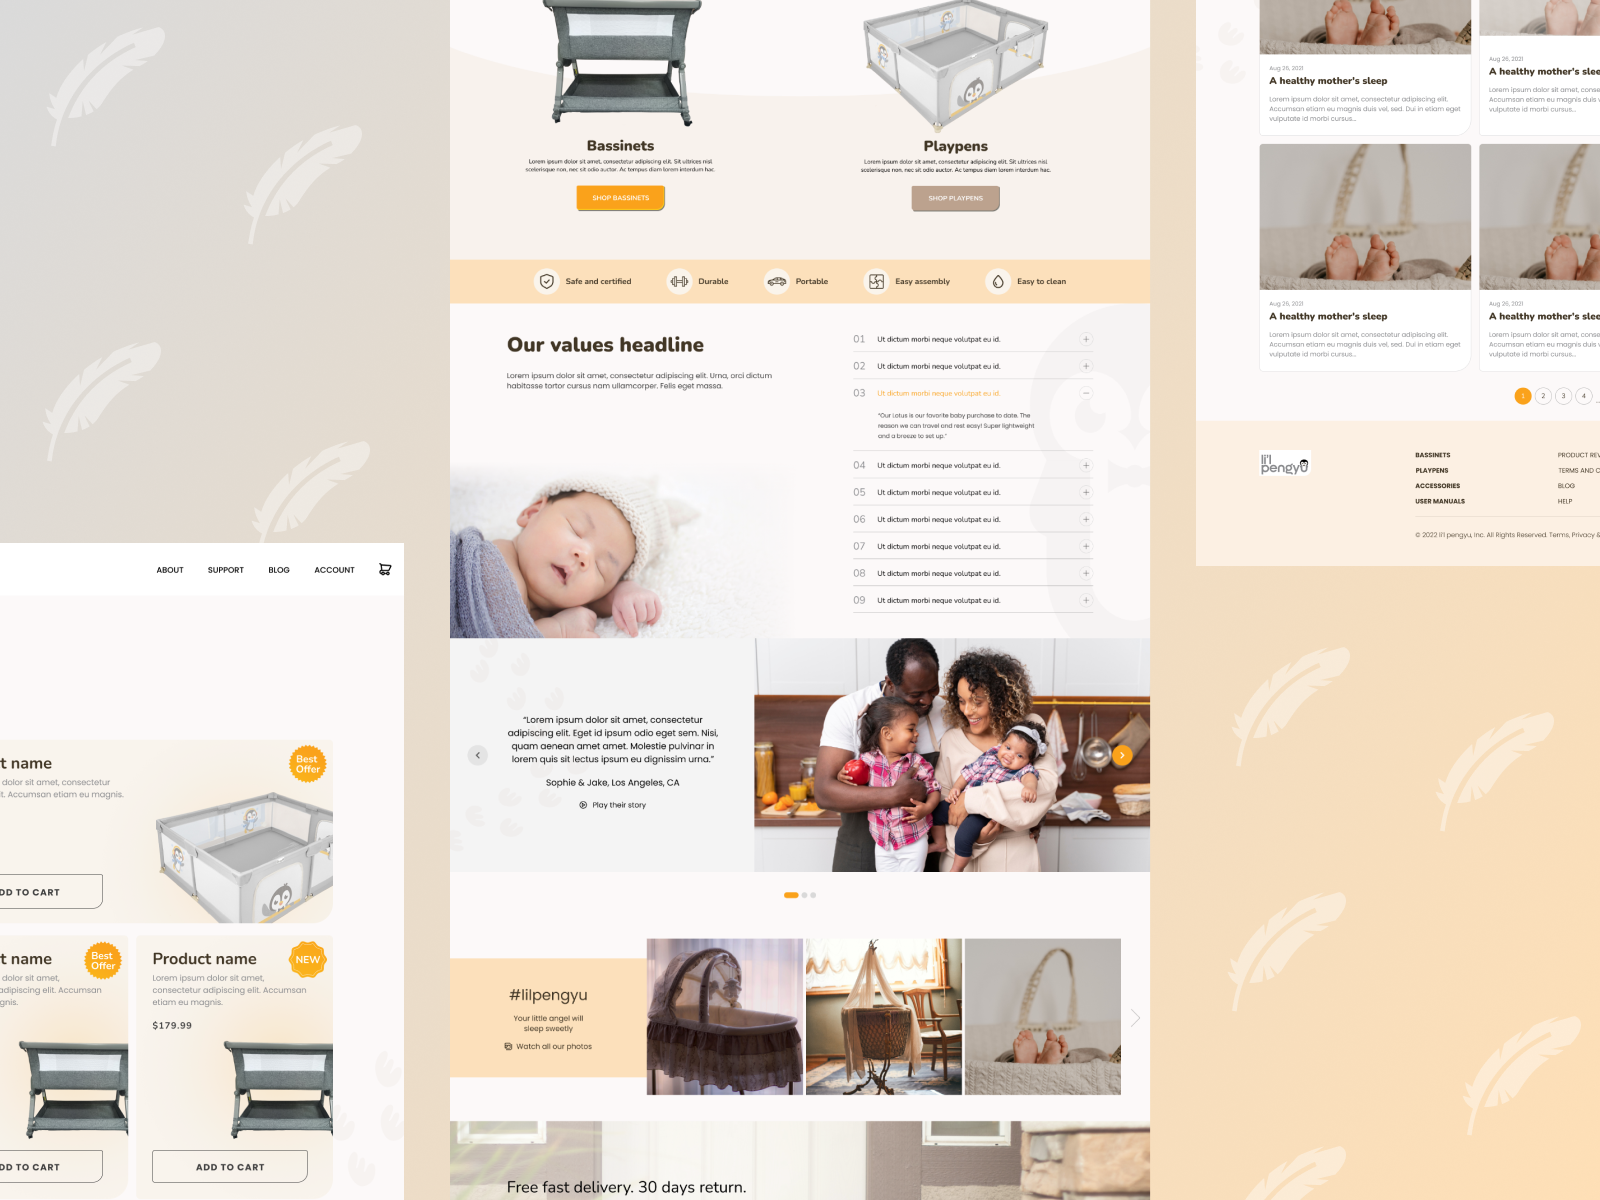 ABOUT
SUPPORT
BLOG
ACCOUNT
t name
dolor sit amet, consectetur
t. Accumsan etiam eu magnis.
Best
Offer
DD TO CART
t name
dolor sit amet,
adipiscing elit. Accumsan
gnis.
Best
Offer
DD TO CART
Product name
Lorem ipsum dolor sit amet,
consectetur adipiscing elit. Accumsan
etiam eu magnis.
NEW
$179.99
ADD TO CART
Bassinets
Lorem ipsum dolor sit amet, consectetur adipiscing elit. Sit ultrices nisl
scelerisque non, nec sit odio auctor. Ac tempus diam lorem interdum hac.
SHOP BASSINETS
Playpens
Lorem ipsum dolor sit amet, consectetur adipiscing elit. Sit ultrices nisl
scelerisque non, nec sit odio auctor. Ac tempus diam lorem interdum hac.
SHOP PLAYPENS
Safe and certified
Durable
Portable
Easy assembly
Easy to clean
Our values headline
Lorem ipsum dolor sit amet, consectetur adipiscing elit. Urna, orci dictum
habitasse tortor cursus nam ullamcorper. Felis eget massa.
01 Ut dictum morbi neque volutpat eu id.
02 Ut dictum morbi neque volutpat eu id.
03 Ut dictum morbi neque volutpat eu id.
"Our Lotus is our favorite baby purchase to date. The
reason we can travel and rest easy! Super lightweight
and a breeze to set up."
04 Ut dictum morbi neque volutpat eu id.
05 Ut dictum morbi neque volutpat eu id.
06 Ut dictum morbi neque volutpat eu id.
07 Ut dictum morbi neque volutpat eu id.
08 Ut dictum morbi neque volutpat eu id.
09 Ut dictum morbi neque volutpat eu id.
"Lorem ipsum dolor sit amet, consectetur
adipiscing elit. Eget id ipsum odio eget sem. Nisi,
quam aenean amet amet. Molestie pulvinar in
lorem quis sit lectus ipsum eu dignissim urna."
Sophie & Jake, Los Angeles, CA
Play their story
#lilpengyu
Your little angel will
sleep sweetly
Watch all our photos
Free fast delivery. 30 days return.
Aug 26, 2021
A healthy mother's sleep
Lorem ipsum dolor sit amet, consectetur adipiscing elit.
Accumsan etiam eu magnis duis vel, sed. Dui in etiam eget
vulputate id morbi cursus...
Aug 26, 2021
A healthy mother's slee
Lorem ipsum dolor sit amet, cons
Accumsan etiam eu magnis duis v
vulputate id morbi cursus...
Aug 26, 2021
A healthy mother's sleep
Lorem ipsum dolor sit amet, consectetur adipiscing elit.
Accumsan etiam eu magnis duis vel, sed. Dui in etiam eget
vulputate id morbi cursus...
Aug 26, 2021
A healthy mother's slee
Lorem ipsum dolor sit amet, cons
Accumsan etiam eu magnis duis v
vulputate id morbi cursus...
1 2 3 4 ...
li'l
pengyu
BASSINETS
PLAYPENS
ACCESSORIES
USER MANUALS
PRODUCT REV
TERMS AND C
BLOG
HELP
© 2022 li'l pengyu, inc. All Rights Reserved. Terms, Privacy &